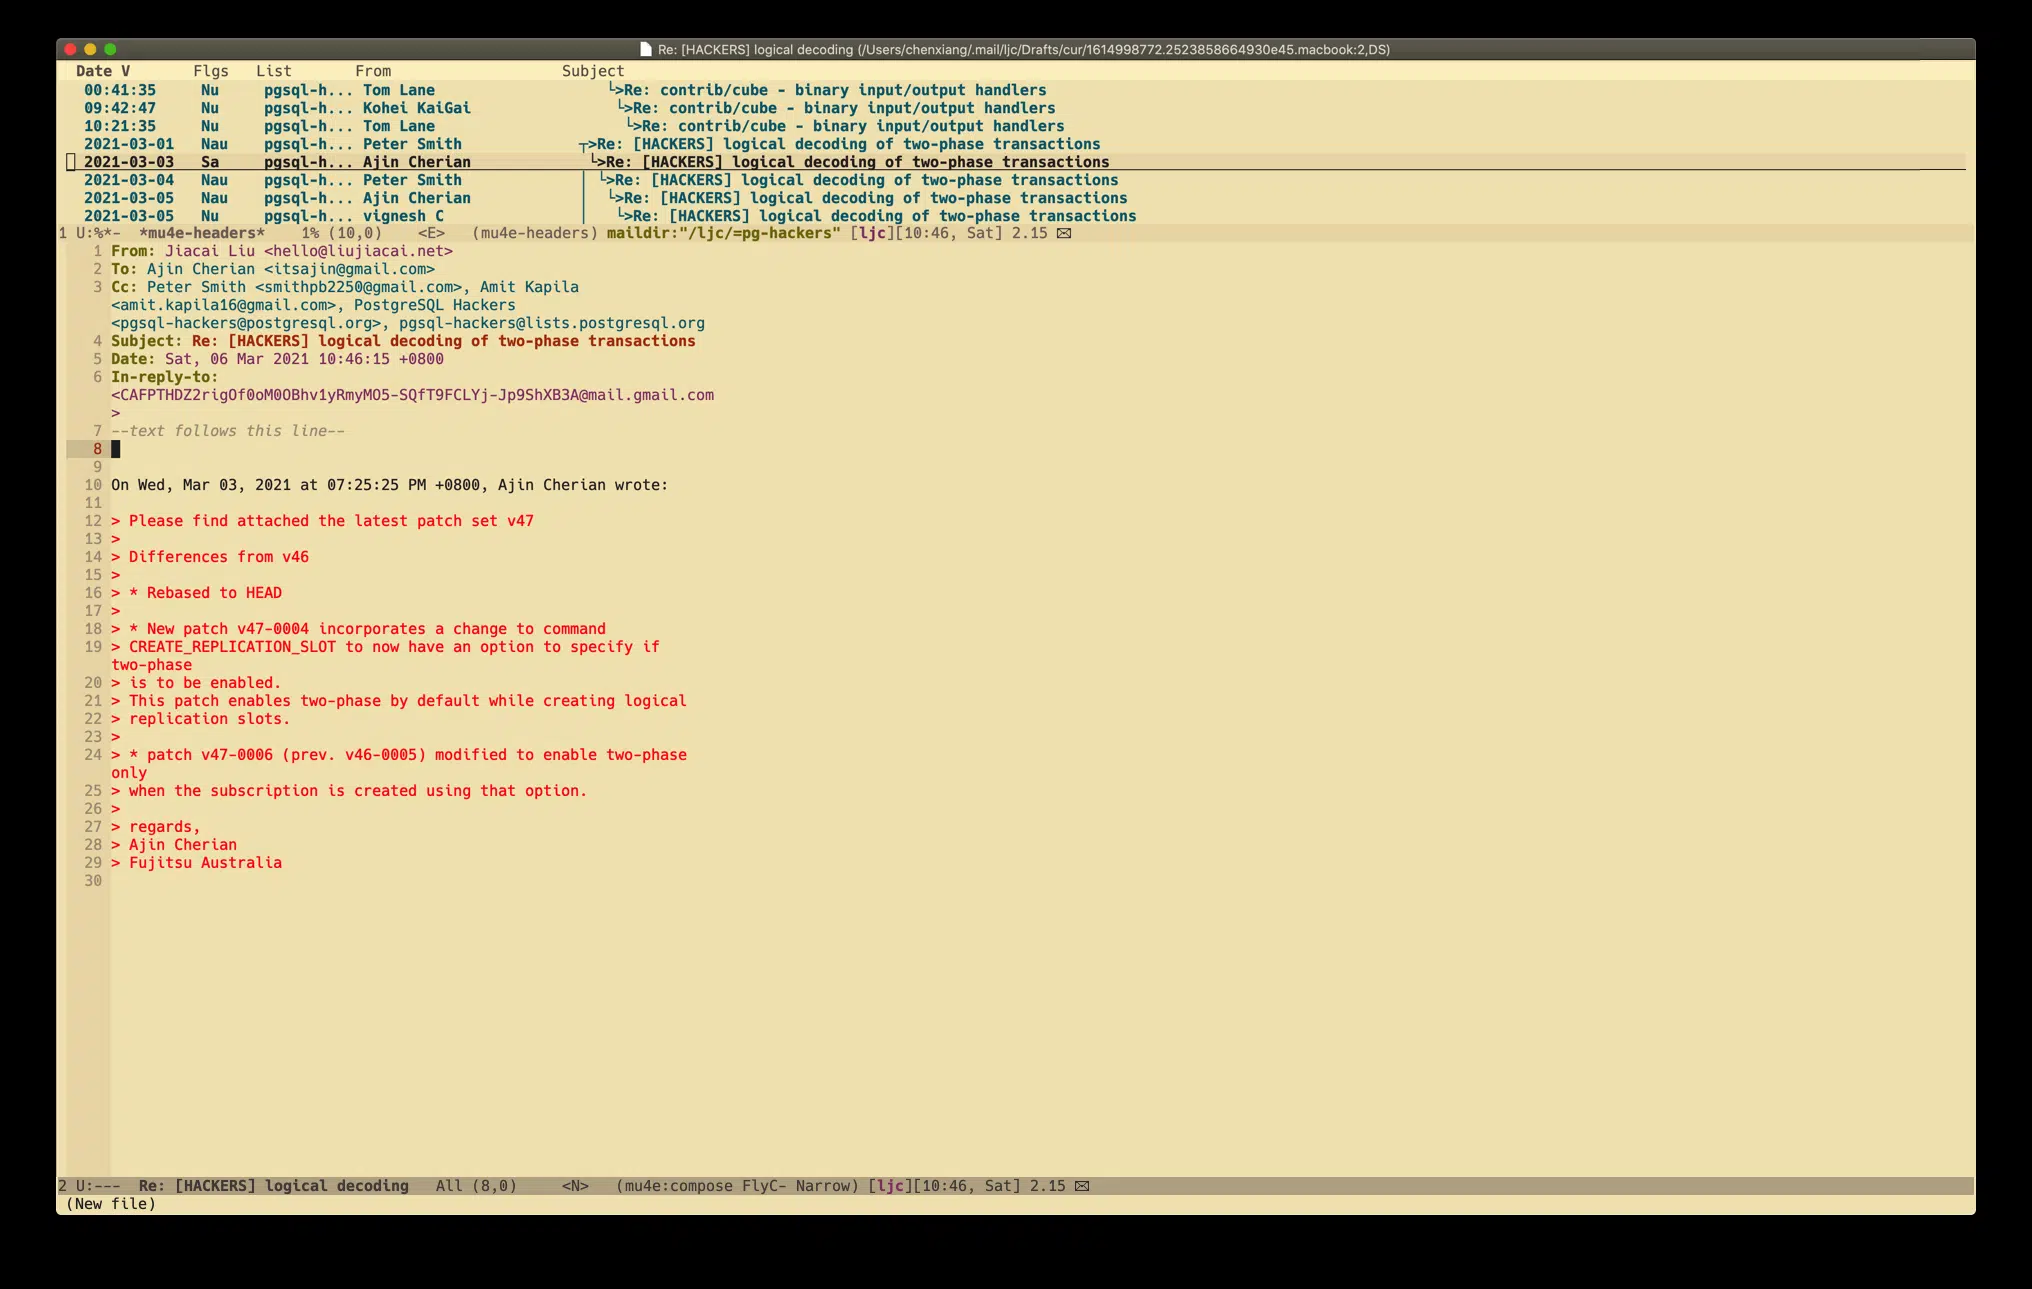 Re: [HACKERS] logical decoding (/Users/chenxiang/.mail/ljc/Drafts/cur/1614998772.2523858664930e45.macbook:2,DS)
Date V Flgs List From Subject
00:41:35 Nu pgsql-h... Tom Lane └>Re: contrib/cube - binary input/output handlers
09:42:47 Nu pgsql-h... Kohei KaiGai └>Re: contrib/cube - binary input/output handlers
10:21:35 Nu pgsql-h... Tom Lane └>Re: contrib/cube - binary input/output handlers
2021-03-01 Nau pgsql-h... Peter Smith ┬>Re: [HACKERS] logical decoding of two-phase transactions
2021-03-03 Sa pgsql-h... Ajin Cherian └>Re: [HACKERS] logical decoding of two-phase transactions
2021-03-04 Nau pgsql-h... Peter Smith │ └>Re: [HACKERS] logical decoding of two-phase transactions
2021-03-05 Nau pgsql-h... Ajin Cherian │ └>Re: [HACKERS] logical decoding of two-phase transactions
2021-03-05 Nu pgsql-h... vignesh C │ └>Re: [HACKERS] logical decoding of two-phase transactions
1 U:%*- *mu4e-headers* 1% (10,0) <E> (mu4e-headers) maildir:"/ljc/=pg-hackers" [ljc][10:46, Sat] 2.15 ✉
1 From: Jiacai Liu <hello@liujiacai.net>
2 To: Ajin Cherian <itsajin@gmail.com>
3 Cc: Peter Smith <smithpb2250@gmail.com>, Amit Kapila
<amit.kapila16@gmail.com>, PostgreSQL Hackers
<pgsql-hackers@postgresql.org>, pgsql-hackers@lists.postgresql.org
4 Subject: Re: [HACKERS] logical decoding of two-phase transactions
5 Date: Sat, 06 Mar 2021 10:46:15 +0800
6 In-reply-to:
<CAFPTHDZ2rigOf0oM0OBhv1yRmyMO5-SQfT9FCLYj-Jp9ShXB3A@mail.gmail.com
>
7 --text follows this line--
8
9
10 On Wed, Mar 03, 2021 at 07:25:25 PM +0800, Ajin Cherian wrote:
11
12 > Please find attached the latest patch set v47
13 >
14 > Differences from v46
15 >
16 > * Rebased to HEAD
17 >
18 > * New patch v47-0004 incorporates a change to command
19 > CREATE_REPLICATION_SLOT to now have an option to specify if
two-phase
20 > is to be enabled.
21 > This patch enables two-phase by default while creating logical
22 > replication slots.
23 >
24 > * patch v47-0006 (prev. v46-0005) modified to enable two-phase
only
25 > when the subscription is created using that option.
26 >
27 > regards,
28 > Ajin Cherian
29 > Fujitsu Australia
30
2 U:--- Re: [HACKERS] logical decoding All (8,0) <N> (mu4e:compose FlyC- Narrow) [ljc][10:46, Sat] 2.15 ✉
(New file)